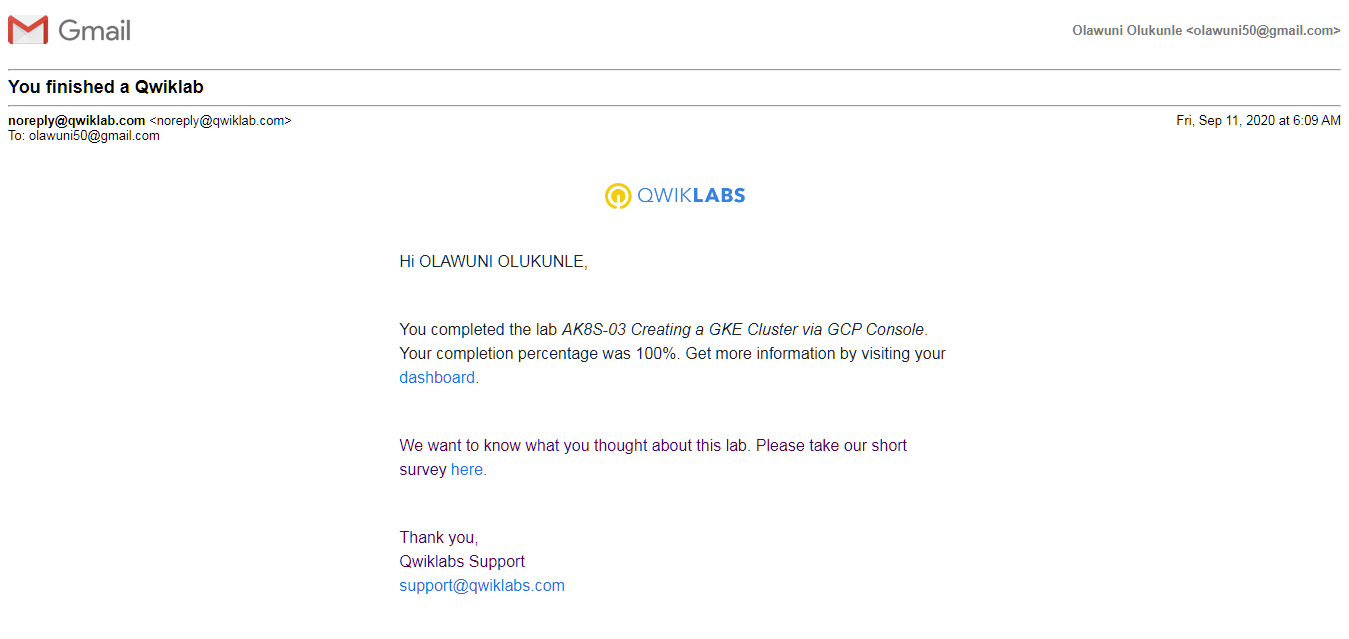 Gmail
Olawuni Olukunle <olawuni50@gmail.com>
You finished a Qwiklab
noreply@qwiklab.com <noreply@qwiklab.com>
Fri, Sep 11, 2020 at 6:09 AM
To: olawuni50@gmail.com
QWIKLABS
Hi OLAWUNI OLUKUNLE,
You completed the lab AK8S-03 Creating a GKE Cluster via GCP Console.
Your completion percentage was 100%. Get more information by visiting your
dashboard.
We want to know what you thought about this lab. Please take our short
survey here.
Thank you,
Qwiklabs Support
support@qwiklabs.com